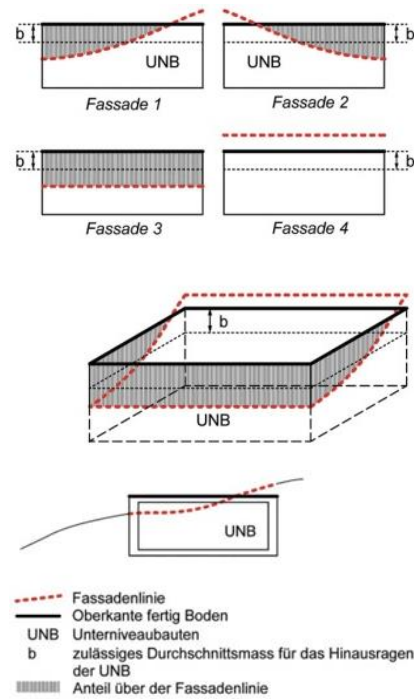 b
UNB
UNB
b
Fassade 1
Fassade 2
b
b
Fassade 3
Fassade 4
b
UNB
UNB
Fassadenlinie
Oberkante fertig Boden
UNB Unterniveaubauten
b zulässiges Durchschnittsmass für das Hinausragen
der UNB
Anteil über der Fassadenlinie